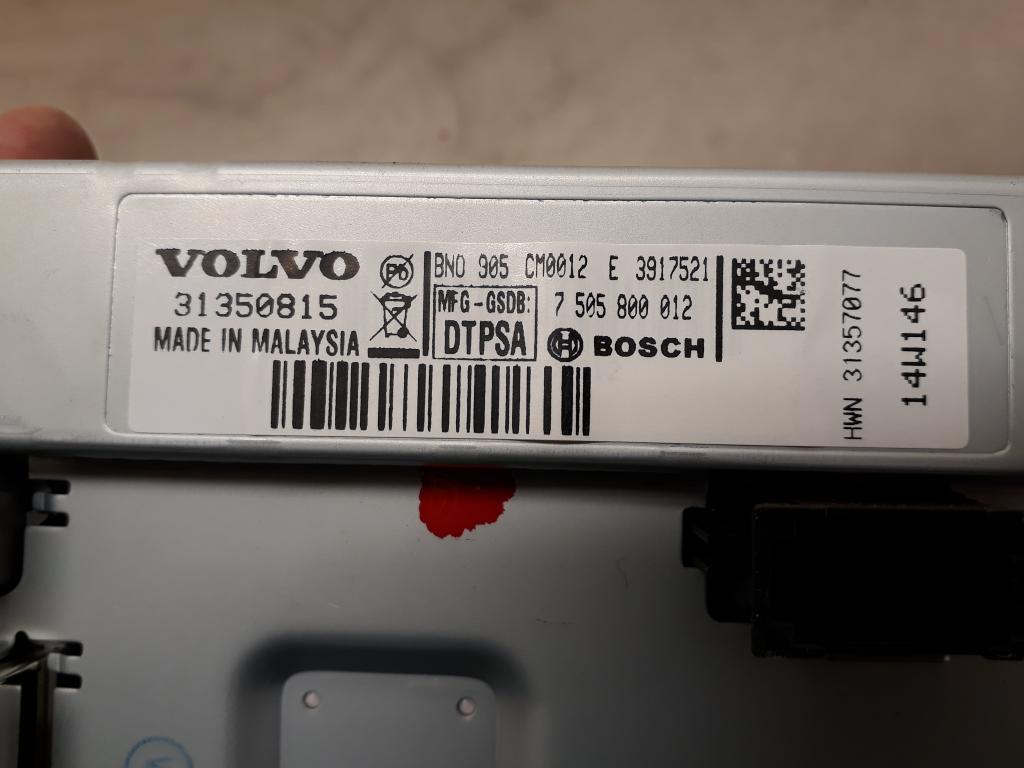 VOLVO
31350815
MADE IN MALAYSIA
BNO 905 CM0012 E 3917521
MFG-GSDB:
DTPSA
7 505 800 012
BOSCH
HWN 31357077
14W146